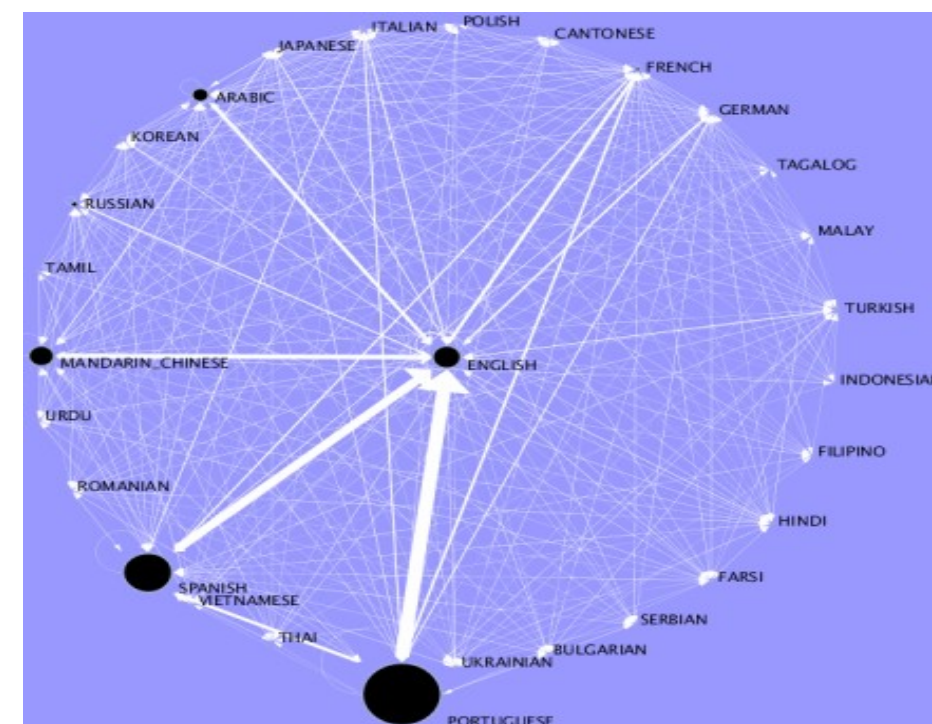 POLISH
ITALIAN
CANTONESE
JAPANESE
FRENCH
ARABIC
GERMAN
KOREAN
TAGALOG
RUSSIAN
MALAY
TAMIL
TURKISH
MANDARIN_CHINESE
ENGLISH
INDONESIAN
URDU
FILIPINO
ROMANIAN
HINDI
SPANISH
FARSI
VIETNAMESE
SERBIAN
THAI
BULGARIAN
UKRAINIAN
PORTUGUESE